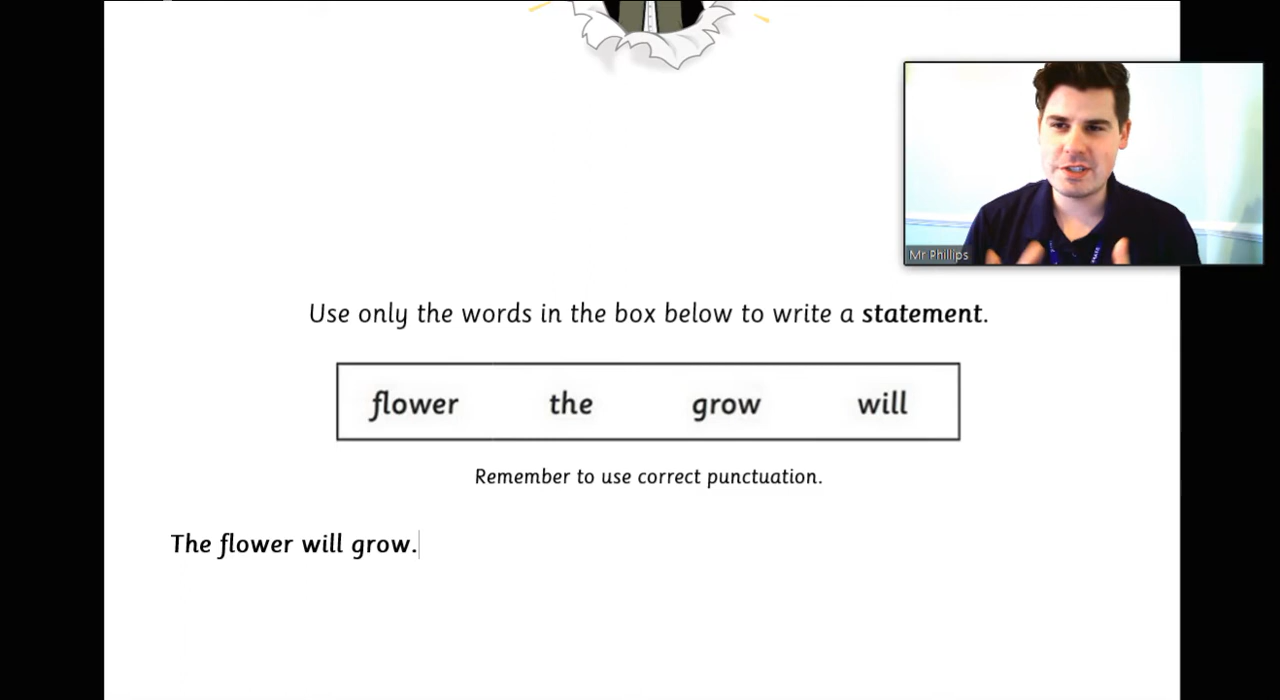 Mr Phillips
Use only the words in the box below to write a statement.
flower the grow will
Remember to use correct punctuation.
The flower will grow.